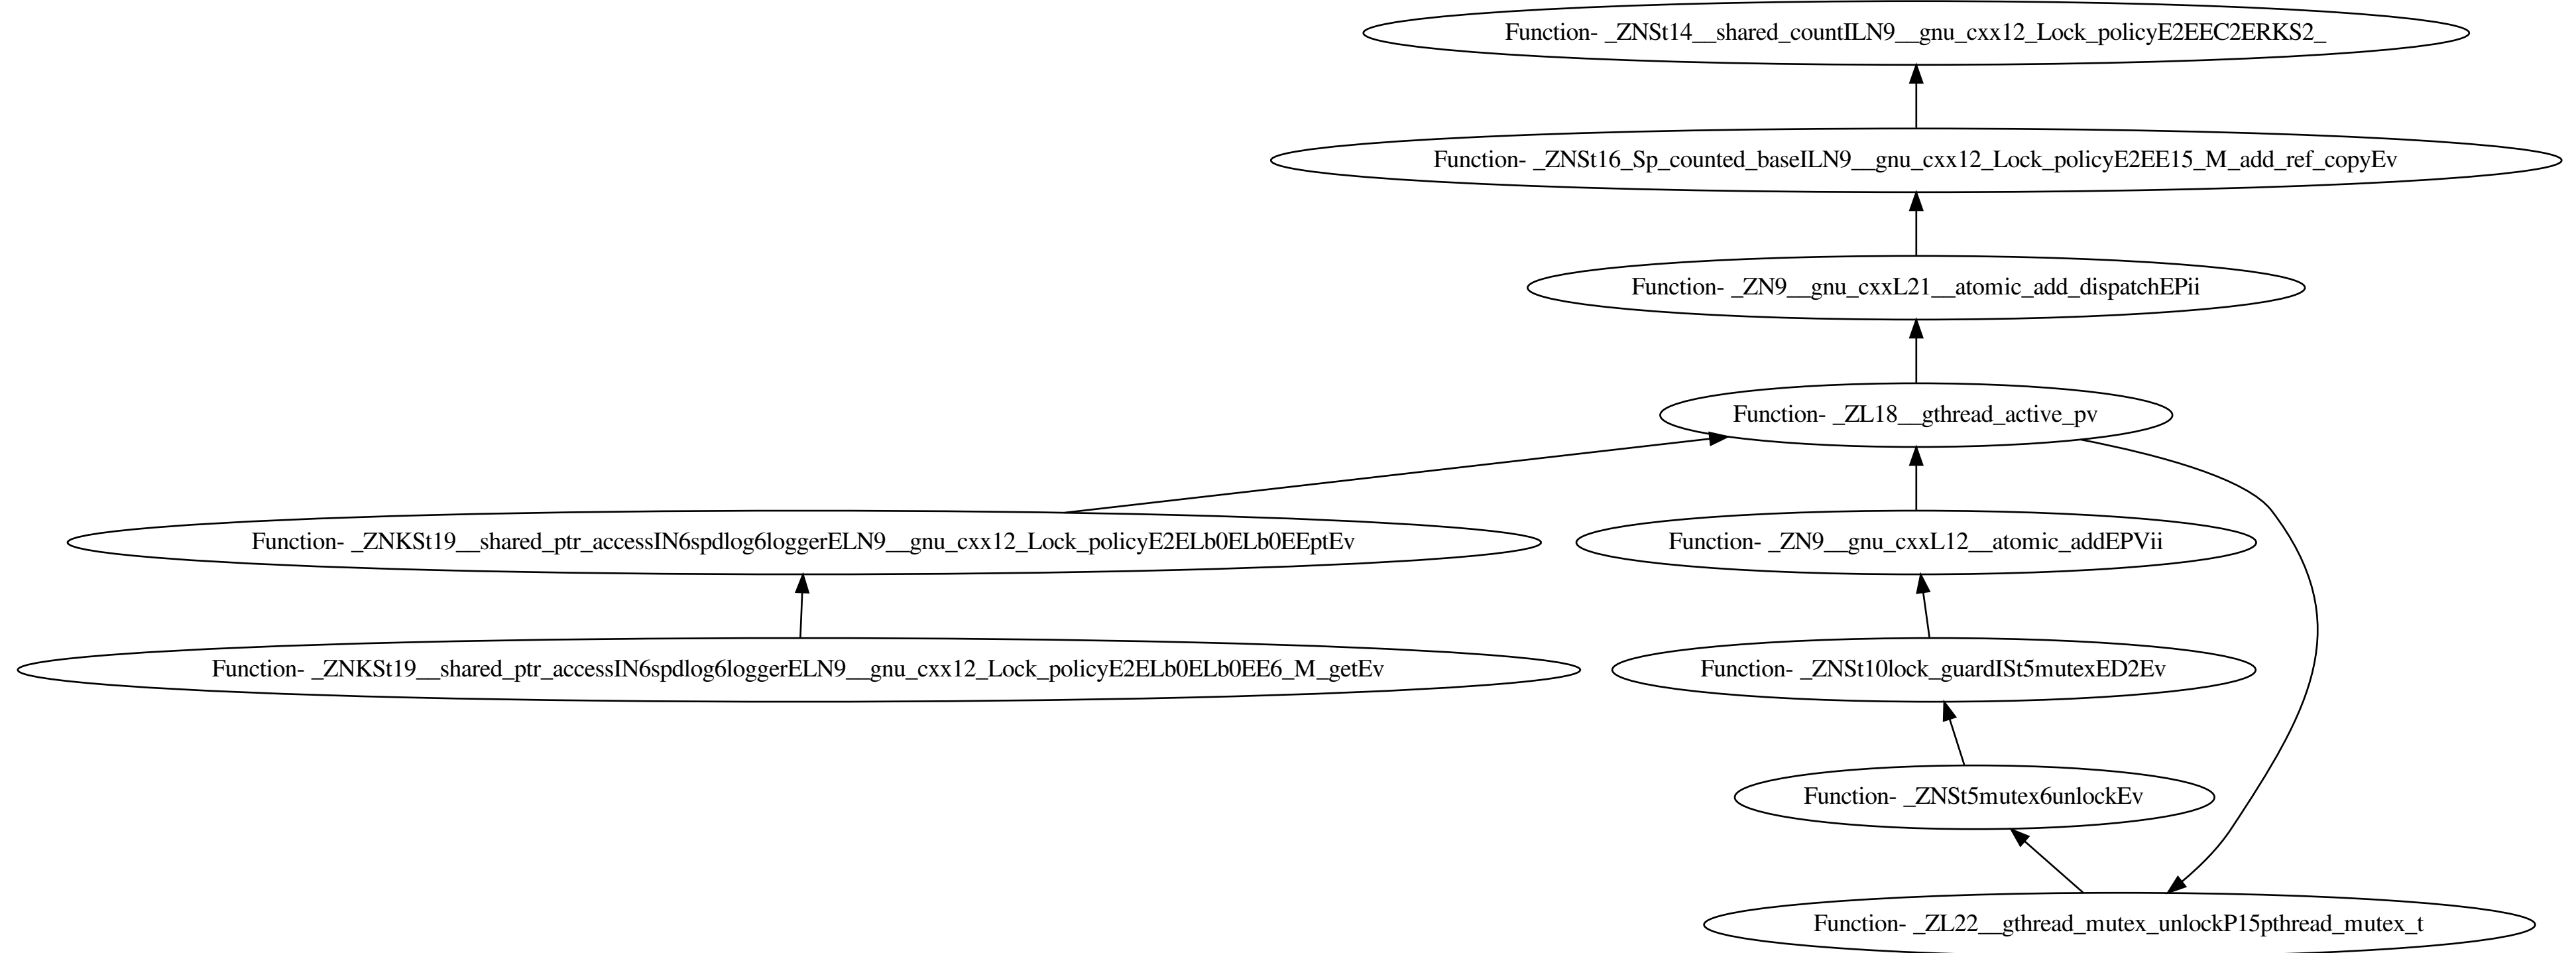 Function- _ZNSt14__shared_countILN9__gnu_cxx12_Lock_policyE2EEC2ERKS2_
Function- _ZNSt16_Sp_counted_baseILN9__gnu_cxx12_Lock_policyE2EE15_M_add_ref_copyEv
Function- _ZN9__gnu_cxxL21__atomic_add_dispatchEPii
Function- _ZL18__gthread_active_pv
Function- _ZNKSt19__shared_ptr_accessIN6spdlog6loggerELN9__gnu_cxx12_Lock_policyE2ELb0ELb0EEptEv
Function- _ZN9__gnu_cxxL12__atomic_addEPVii
Function- _ZNKSt19__shared_ptr_accessIN6spdlog6loggerELN9__gnu_cxx12_Lock_policyE2ELb0ELb0EE6_M_getEv
Function- _ZNSt10lock_guardISt5mutexED2Ev
Function- _ZNSt5mutex6unlockEv
Function- _ZL22__gthread_mutex_unlockP15pthread_mutex_t